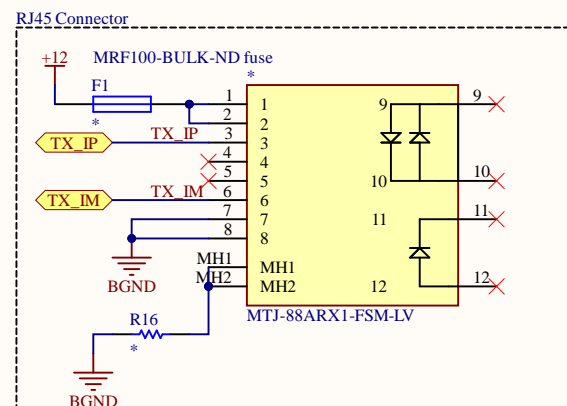 RJ45 Connector
+12
MRF100-BULK-ND fuse
*
F1
*
1 1
2 2
TX_IP TX_IP 3 3
4 4
5 5
TX_IM TX_IM 6 6
7 7
8 8
BGND
MH1 MH1
MH2 MH2
9 9
10 10
11 11
12 12
MTJ-88ARX1-FSM-LV
R16
*
BGND